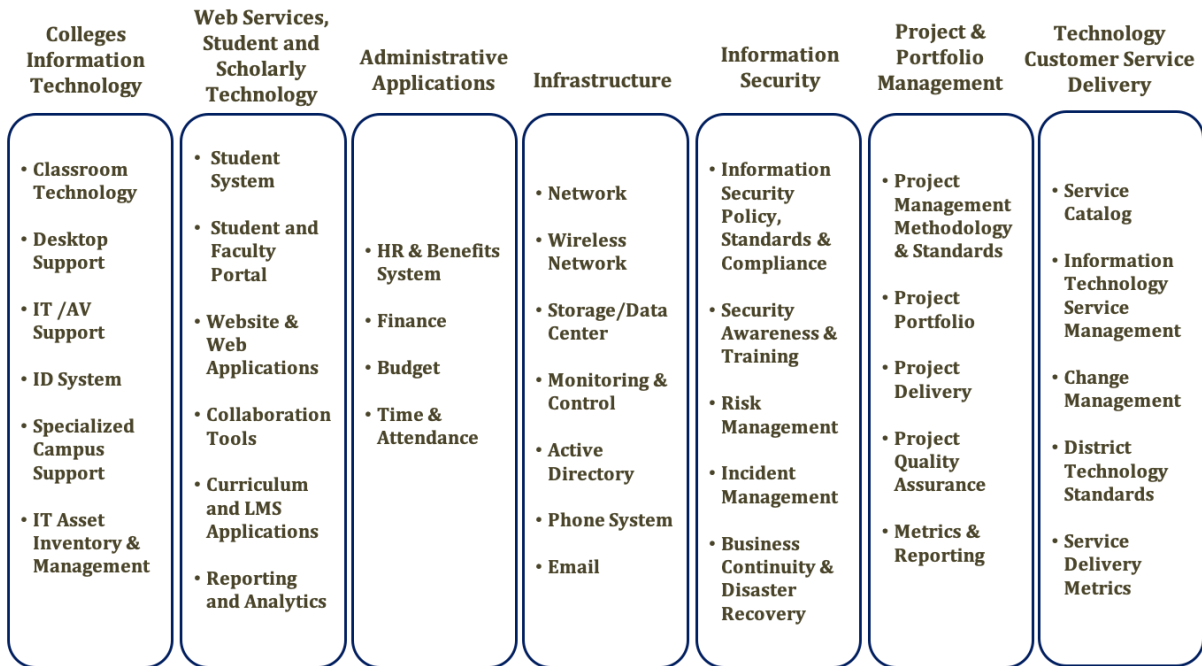 Colleges
Information
Technology
• Classroom
Technology
• Desktop
Support
• IT /AV
Support
• ID System
• Specialized
Campus
Support
• IT Asset
Inventory &
Management
Web Services,
Student and
Scholarly
Technology
• Student
System
• Student and
Faculty
Portal
• Website &
Web
Applications
• Collaboration
Tools
• Curriculum
and LMS
Applications
• Reporting
and Analytics
Administrative
Applications
• HR & Benefits
System
• Finance
• Budget
• Time &
Attendance
Infrastructure
• Network
• Wireless
Network
• Storage/Data
Center
• Monitoring &
Control
• Active
Directory
• Phone System
• Email
Information
Security
• Information
Security
Policy,
Standards &
Compliance
• Security
Awareness &
Training
• Risk
Management
• Incident
Management
• Business
Continuity &
Disaster
Recovery
Project &
Portfolio
Management
• Project
Management
Methodology
& Standards
• Project
Portfolio
• Project
Delivery
• Project
Quality
Assurance
• Metrics &
Reporting
Technology
Customer Service
Delivery
• Service
Catalog
• Information
Technology
Service
Management
• Change
Management
• District
Technology
Standards
• Service
Delivery
Metrics